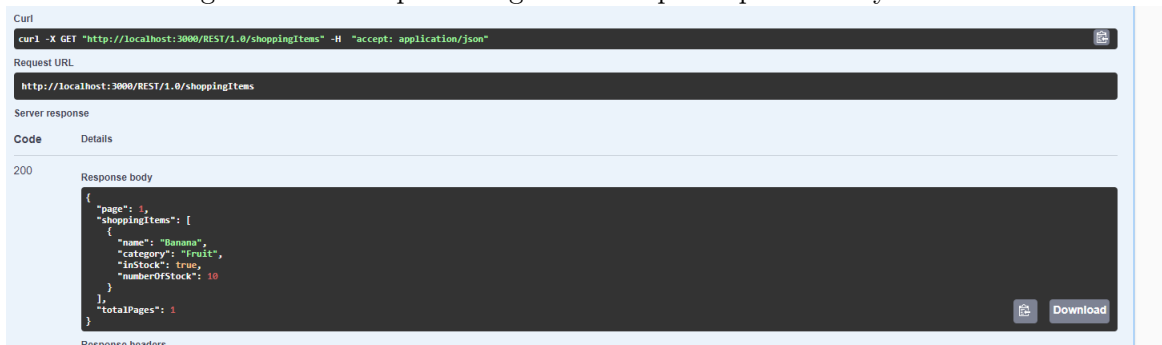 Curl
curl -X GET "http://localhost:3000/REST/1.0/shoppingItems" -H  "accept: application/json"
Request URL
http://localhost:3000/REST/1.0/shoppingItems
Server response
Code Details
200
Response body
{
  "page": 1,
  "shoppingItems": [
    {
      "name": "Banana",
      "category": "Fruit",
      "inStock": true,
      "numberOfStock": 10
    }
  ],
  "totalPages": 1
}
Download
Response headers